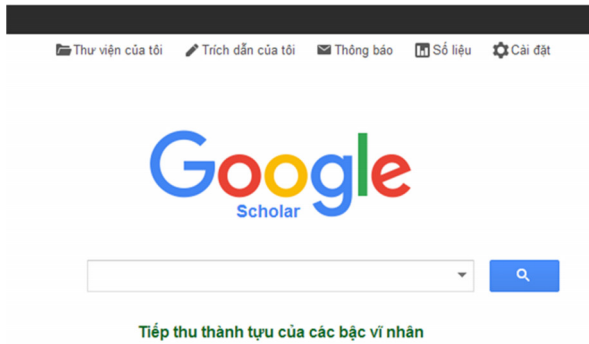 Thư viện của tôi Trích dẫn của tôi Thông báo Số liệu Cài đặt
Google
Scholar
Tiếp thu thành tựu của các bậc vĩ nhân